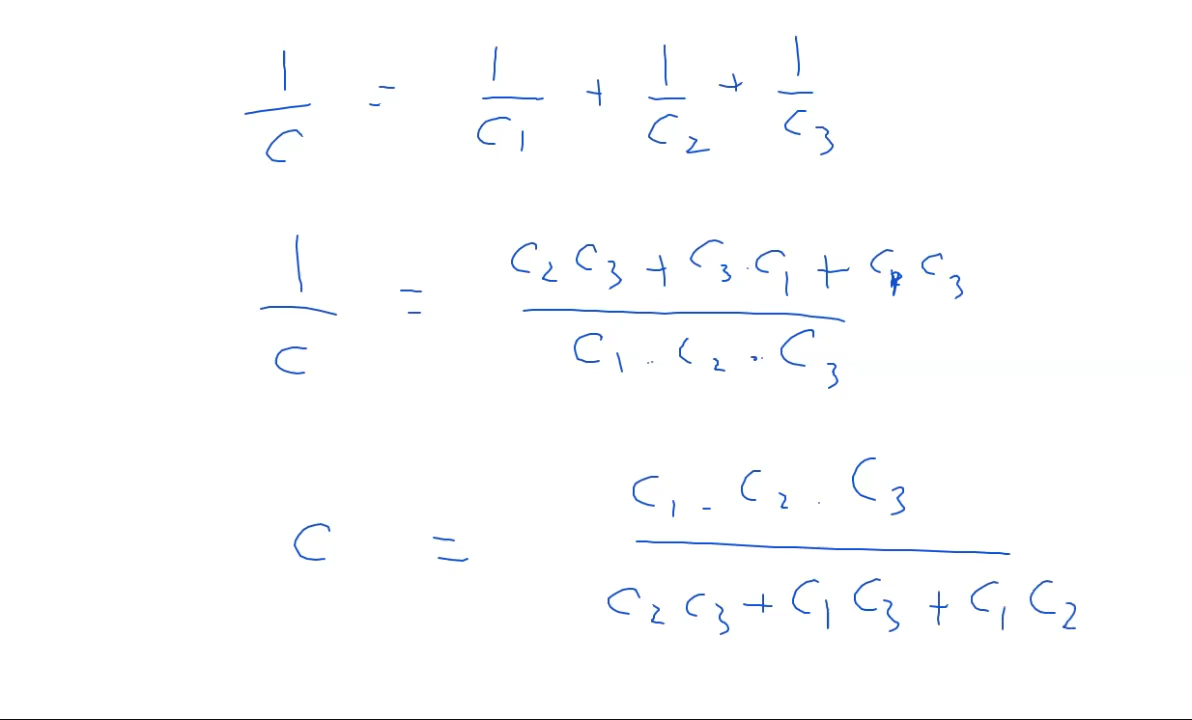 1/C = 1/C₁ + 1/C₂ + 1/C₃
1/C = (C₂ C₃ + C₃ . C₁ + C₁ C₃)/(C₁ . C₂ . C₃)
C = (C₁ . C₂ . C₃)/(C₂ C₃ + C₁ C₃ + C₁ C₂)